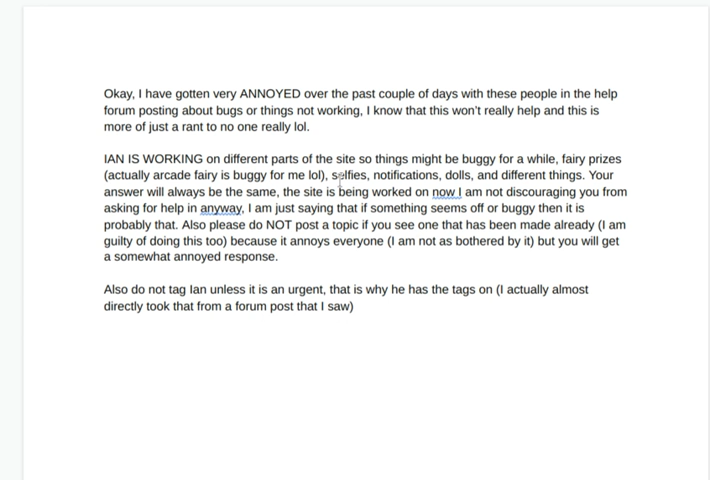 Okay, I have gotten very ANNOYED over the past couple of days with these people in the help
forum posting about bugs or things not working, I know that this won't really help and this is
more of just a rant to no one really lol.
IAN IS WORKING on different parts of the site so things might be buggy for a while, fairy prizes
(actually arcade fairy is buggy for me lol), selfies, notifications, dolls, and different things. Your
answer will always be the same, the site is being worked on now I am not discouraging you from
asking for help in anyway, I am just saying that if something seems off or buggy then it is
probably that. Also please do NOT post a topic if you see one that has been made already (I am
guilty of doing this too) because it annoys everyone (I am not as bothered by it) but you will get
a somewhat annoyed response.
Also do not tag Ian unless it is an urgent, that is why he has the tags on (I actually almost
directly took that from a forum post that I saw)